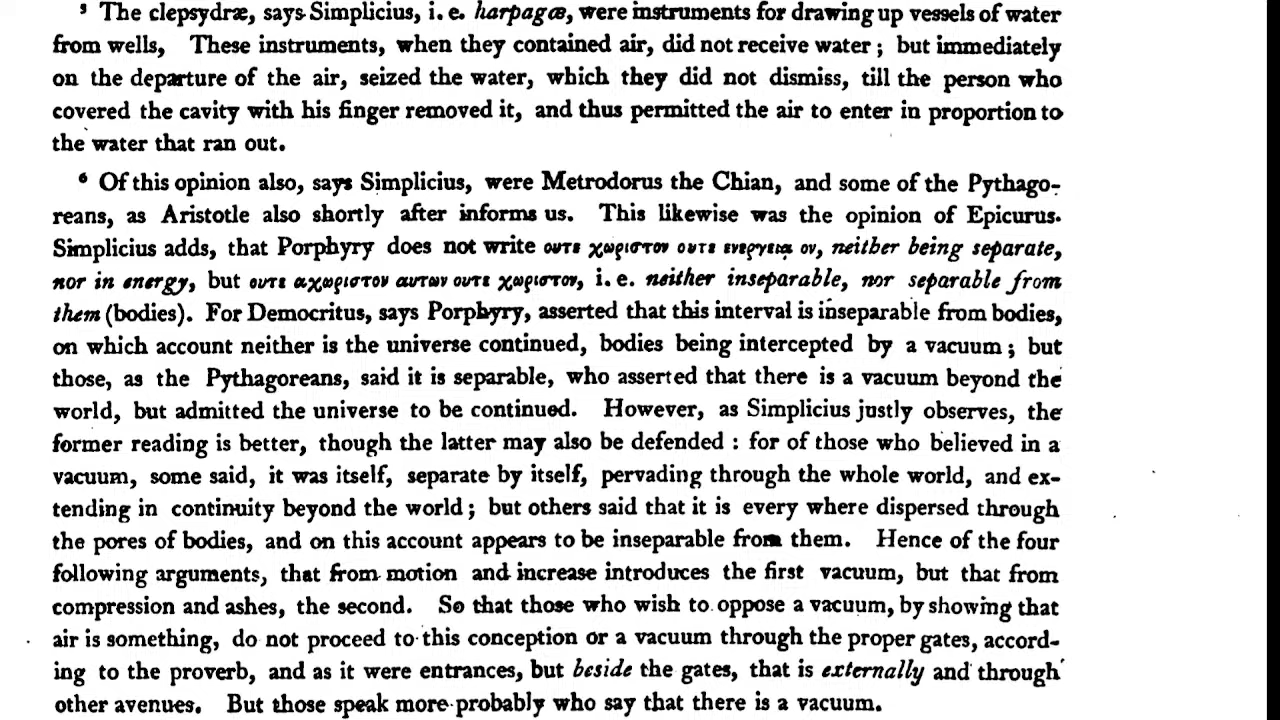 ⁵ The clepsydræ, says Simplicius, i. e. harpagæ, were instruments for drawing up vessels of water
from wells, These instruments, when they contained air, did not receive water ; but immediately
on the departure of the air, seized the water, which they did not dismiss, till the person who
covered the cavity with his finger removed it, and thus permitted the air to enter in proportion to
the water that ran out.
⁶ Of this opinion also, says Simplicius, were Metrodorus the Chian, and some of the Pythago-
reans, as Aristotle also shortly after informs us. This likewise was the opinion of Epicurus.
Simplicius adds, that Porphyry does not write ουτε χωριστον ουτε ενεργειᾳ ον, neither being separate,
nor in energy, but ουτε αχωριστον αυτων ουτε χωριστον, i. e. neither inseparable, nor separable from
them (bodies). For Democritus, says Porphyry, asserted that this interval is inseparable from bodies,
on which account neither is the universe continued, bodies being intercepted by a vacuum ; but
those, as the Pythagoreans, said it is separable, who asserted that there is a vacuum beyond the
world, but admitted the universe to be continued. However, as Simplicius justly observes, the
former reading is better, though the latter may also be defended : for of those who believed in a
vacuum, some said, it was itself, separate by itself, pervading through the whole world, and ex-
tending in continuity beyond the world ; but others said that it is every where dispersed through
the pores of bodies, and on this account appears to be inseparable from them. Hence of the four
following arguments, that from motion and increase introduces the first vacuum, but that from
compression and ashes, the second. So that those who wish to oppose a vacuum, by showing that
air is something, do not proceed to this conception or a vacuum through the proper gates, accord-
ing to the proverb, and as it were entrances, but beside the gates, that is externally and through
other avenues. But those speak more probably who say that there is a vacuum.